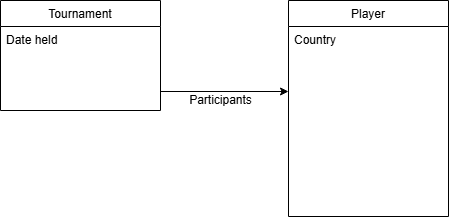 Tournament
Date held
Participants
Player
Country